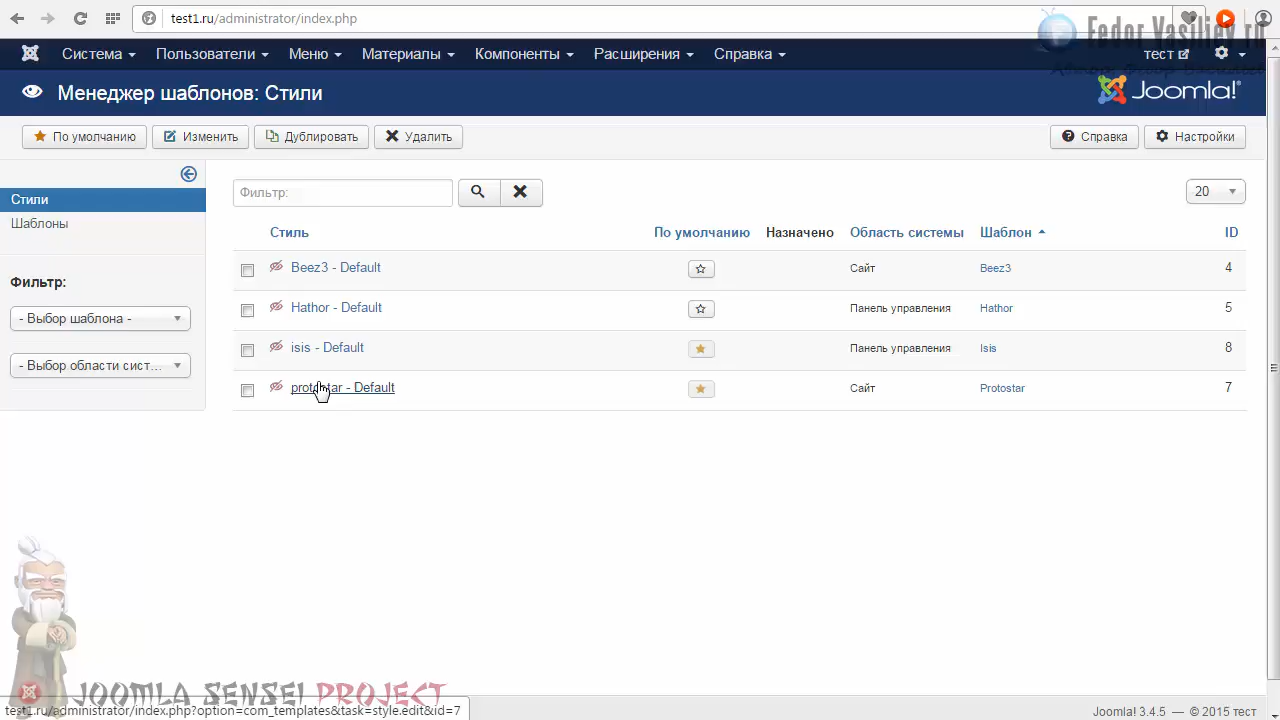 test1.ru/administrator/index.php
Fedor Vasiliev.ru
Система Пользователи Меню Материалы Компоненты Расширения Справка тест
Менеджер шаблонов: Стили
Joomla!
По умолчанию Изменить Дублировать Удалить Справка Настройки
Стили
Шаблоны
Фильтр:
- Выбор шаблона -
- Выбор области сист...
Фильтр: 20
Стиль По умолчанию Назначено Область системы Шаблон ID
Beez3 - Default Сайт Beez3 4
Hathor - Default Панель управления Hathor 5
isis - Default Панель управления Isis 8
protostar - Default Сайт Protostar 7
JOOMLA SENSEI PROJECT
test1.ru/administrator/index.php?option=com_templates&task=style.edit&id=7
Joomla! 3.4.5 — © 2015 тест